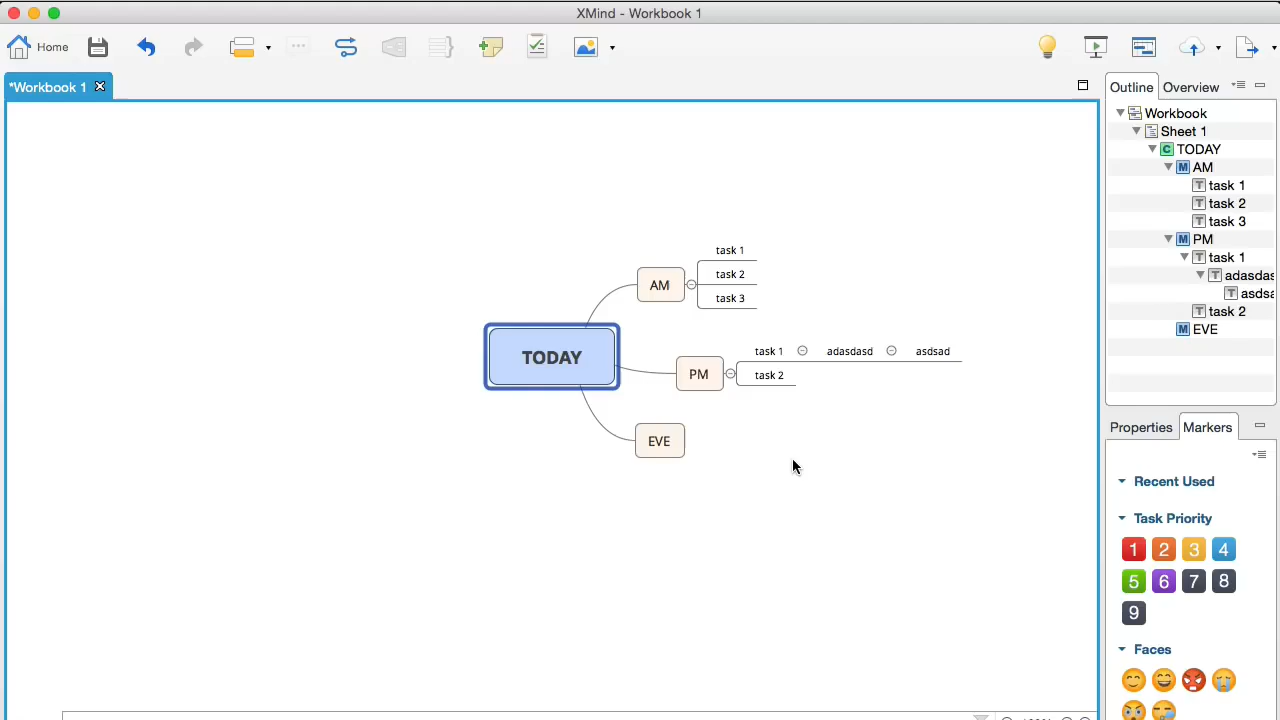 XMind - Workbook 1
Home
*Workbook 1
Outline
Overview
Workbook
Sheet 1
C TODAY
M AM
T task 1
T task 2
T task 3
M PM
T task 1
T adasdas
T asdsa
T task 2
M EVE
TODAY
AM
task 1
task 2
task 3
PM
task 1
adasdasd
asdsad
task 2
EVE
Properties
Markers
Recent Used
Task Priority
1 2 3 4
5 6 7 8
9
Faces